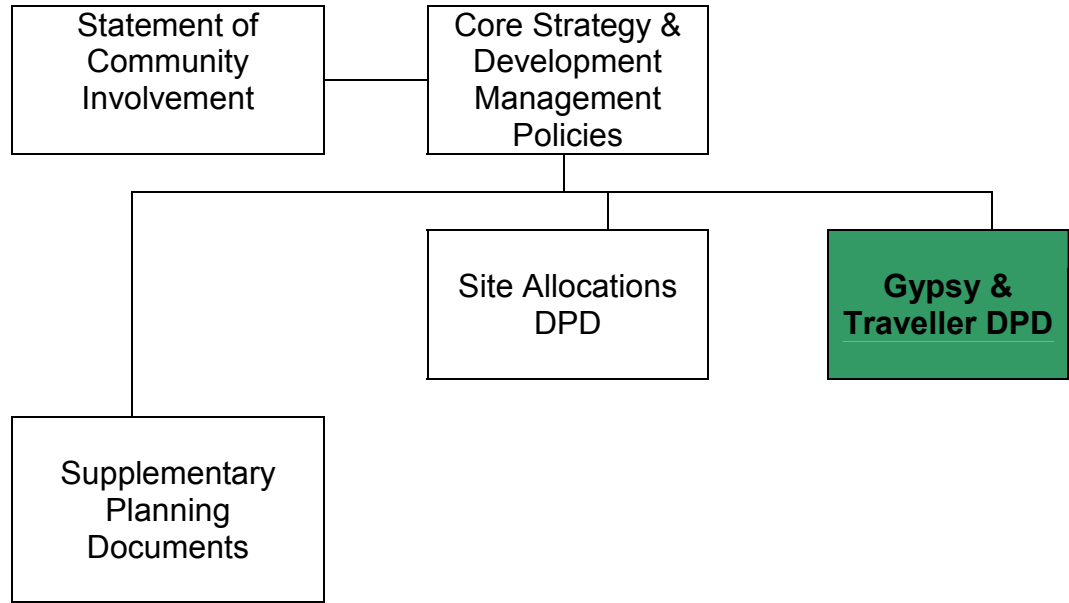 Statement of
Community
Involvement
Core Strategy &
Development
Management
Policies
Site Allocations
DPD
Gypsy &
Traveller DPD
Supplementary
Planning
Documents